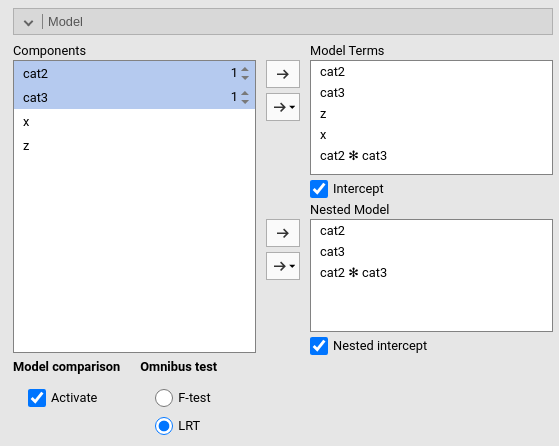 Model
Components
cat2 1
cat3 1
x
z
Model Terms
cat2
cat3
z
x
cat2 ✻ cat3
Intercept
Nested Model
cat2
cat3
cat2 ✻ cat3
Nested intercept
Model comparison
Activate
Omnibus test
F-test
LRT